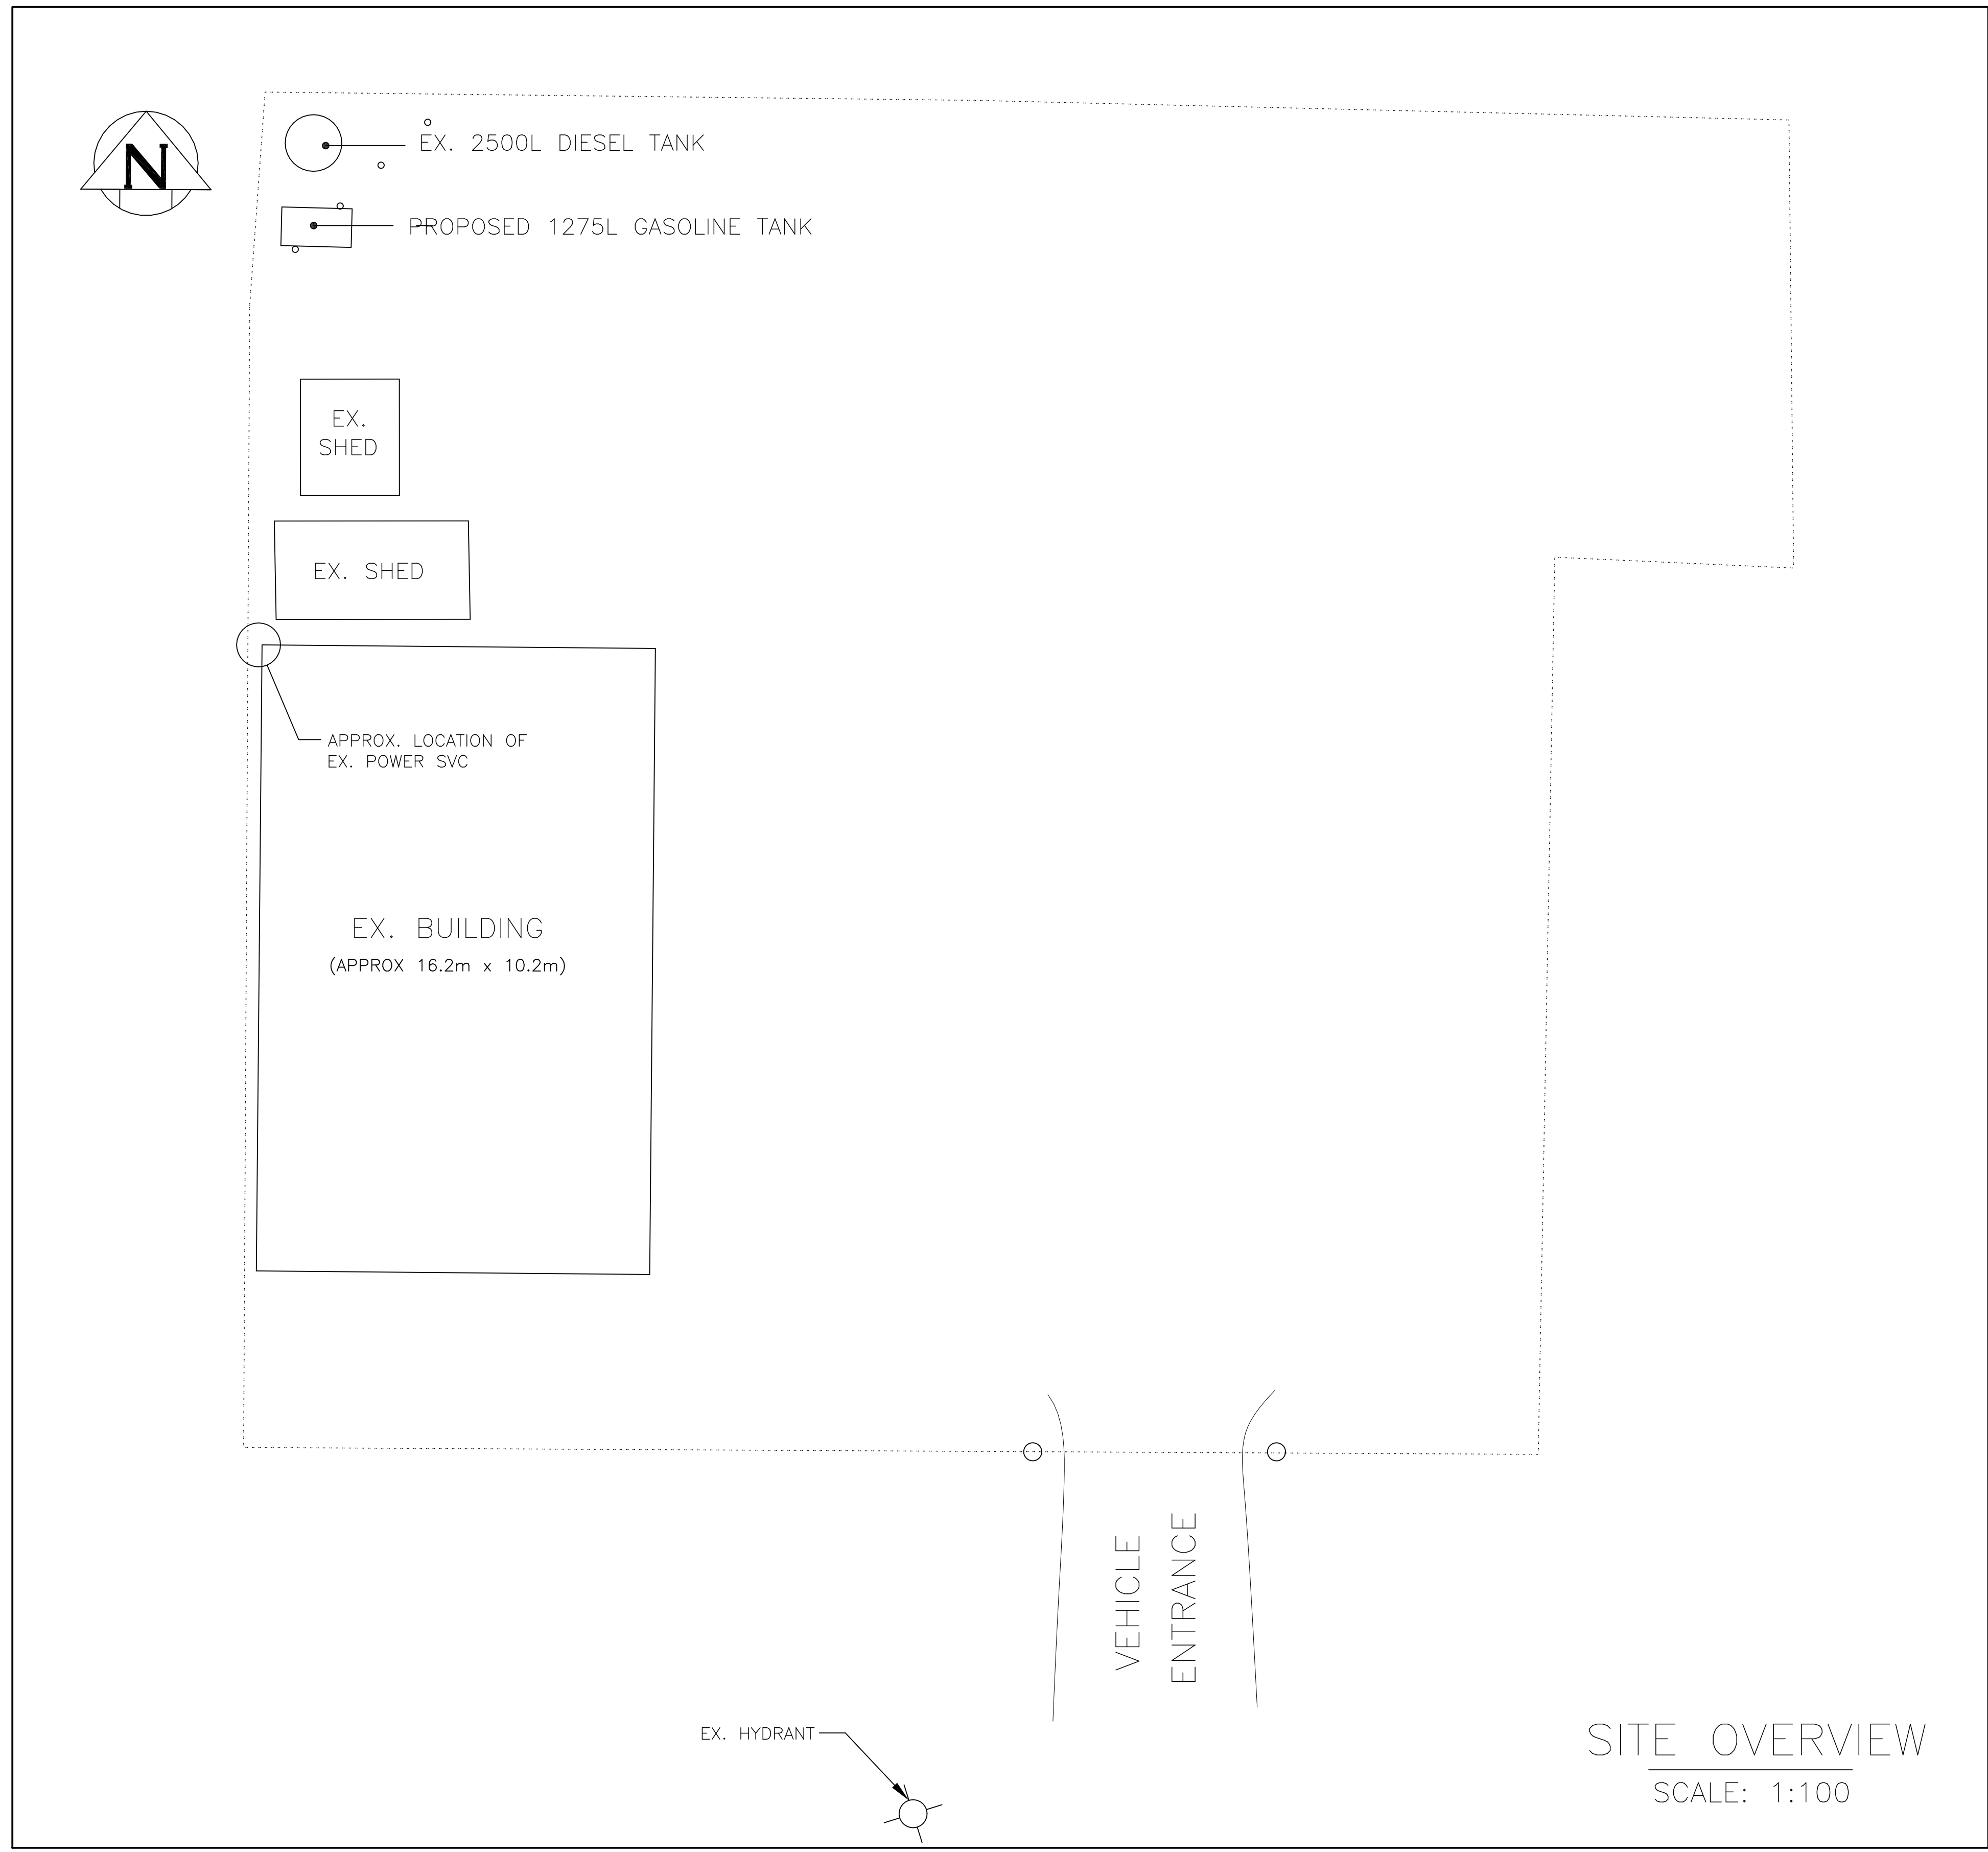 N
EX. 2500L DIESEL TANK
PROPOSED 1275L GASOLINE TANK
EX.
SHED
EX. SHED
APPROX. LOCATION OF
EX. POWER SVC
EX. BUILDING
(APPROX 16.2m x 10.2m)
VEHICLE
ENTRANCE
EX. HYDRANT
SITE OVERVIEW
SCALE: 1:100